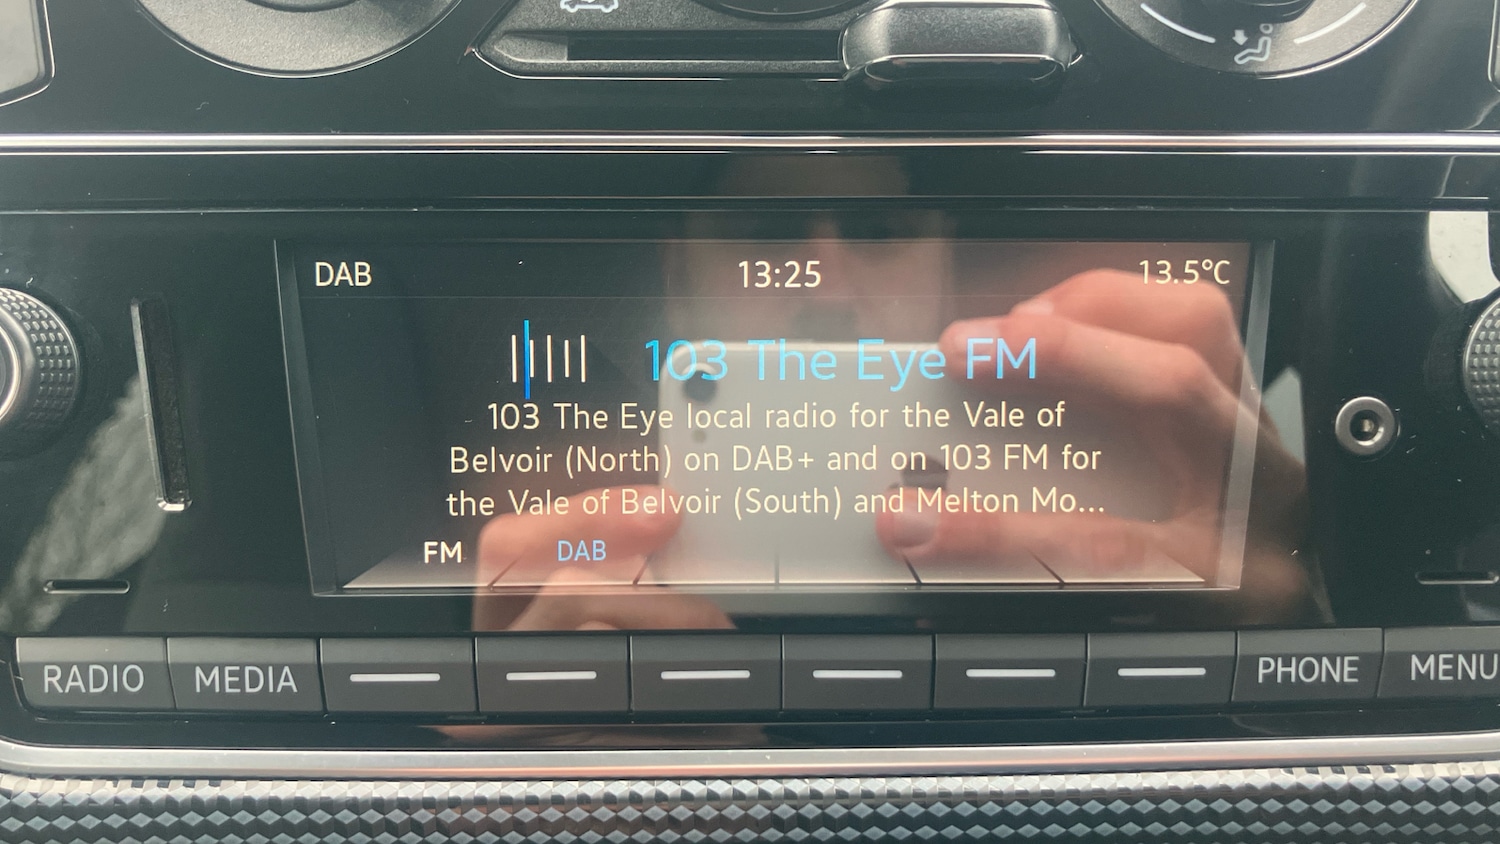 DAB 13:25 13.5°C
103 The Eye FM
103 The Eye local radio for the Vale of
Belvoir (North) on DAB+ and on 103 FM for
the Vale of Belvoir (South) and Melton Mo...
FM DAB
RADIO MEDIA PHONE MENU